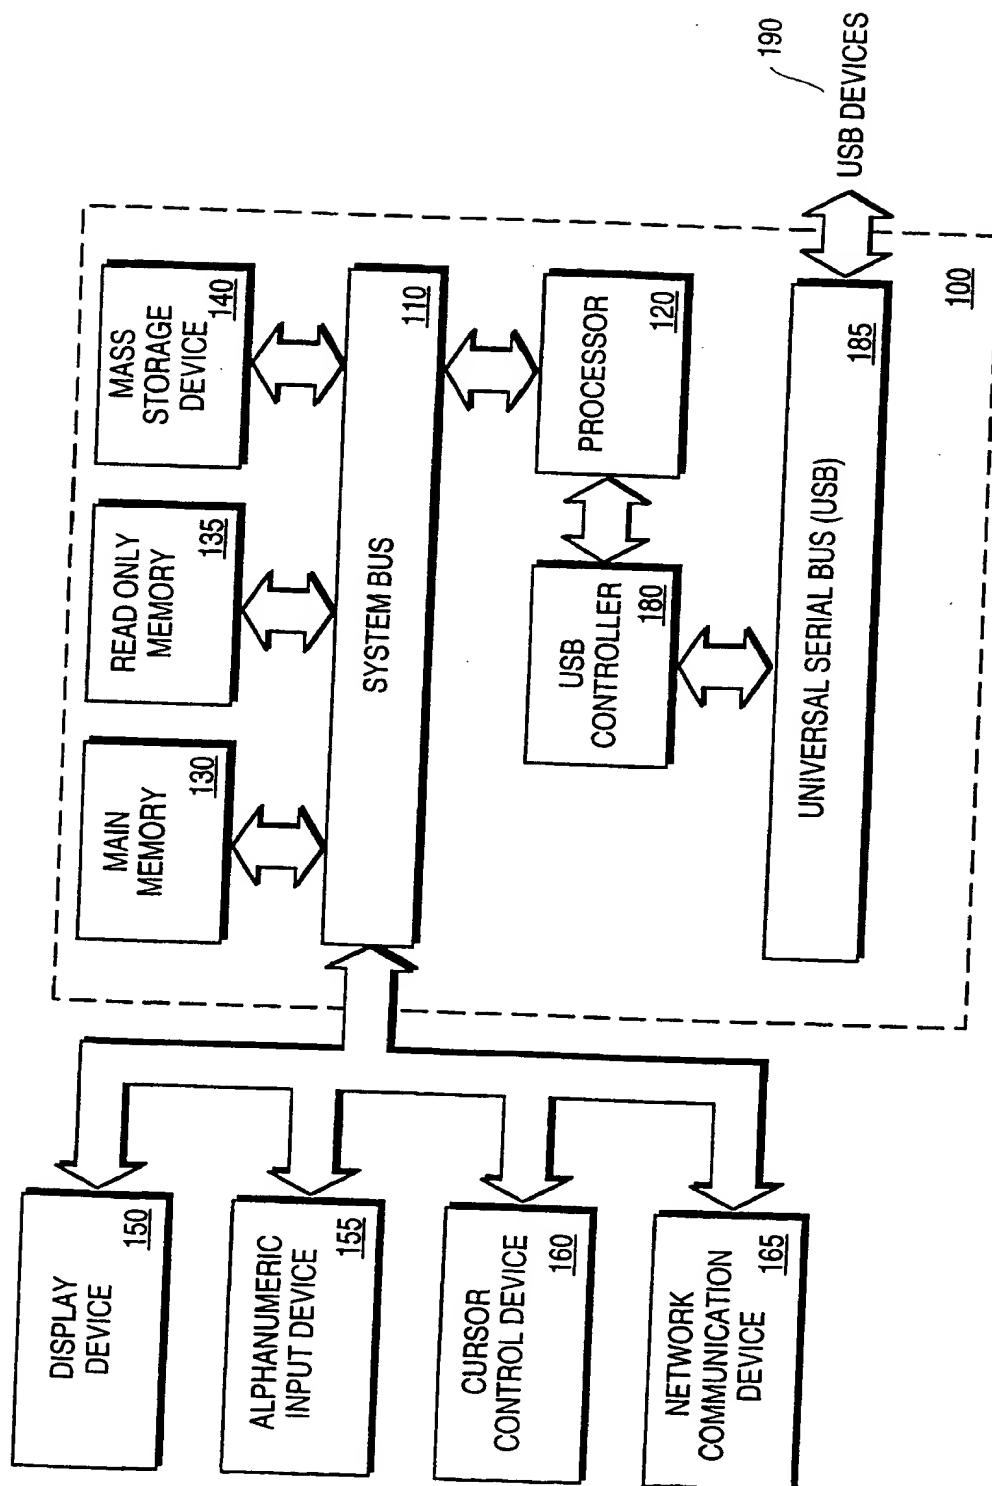 DISPLAY
DEVICE
150
ALPHANUMERIC
INPUT DEVICE
155
CURSOR
CONTROL DEVICE
160
NETWORK
COMMUNICATION
DEVICE
165
MAIN
MEMORY
130
READ ONLY
MEMORY
135
MASS
STORAGE
DEVICE
140
SYSTEM BUS
110
USB
CONTROLLER
180
PROCESSOR
120
UNIVERSAL SERIAL BUS (USB)
185
100
190
USB DEVICES